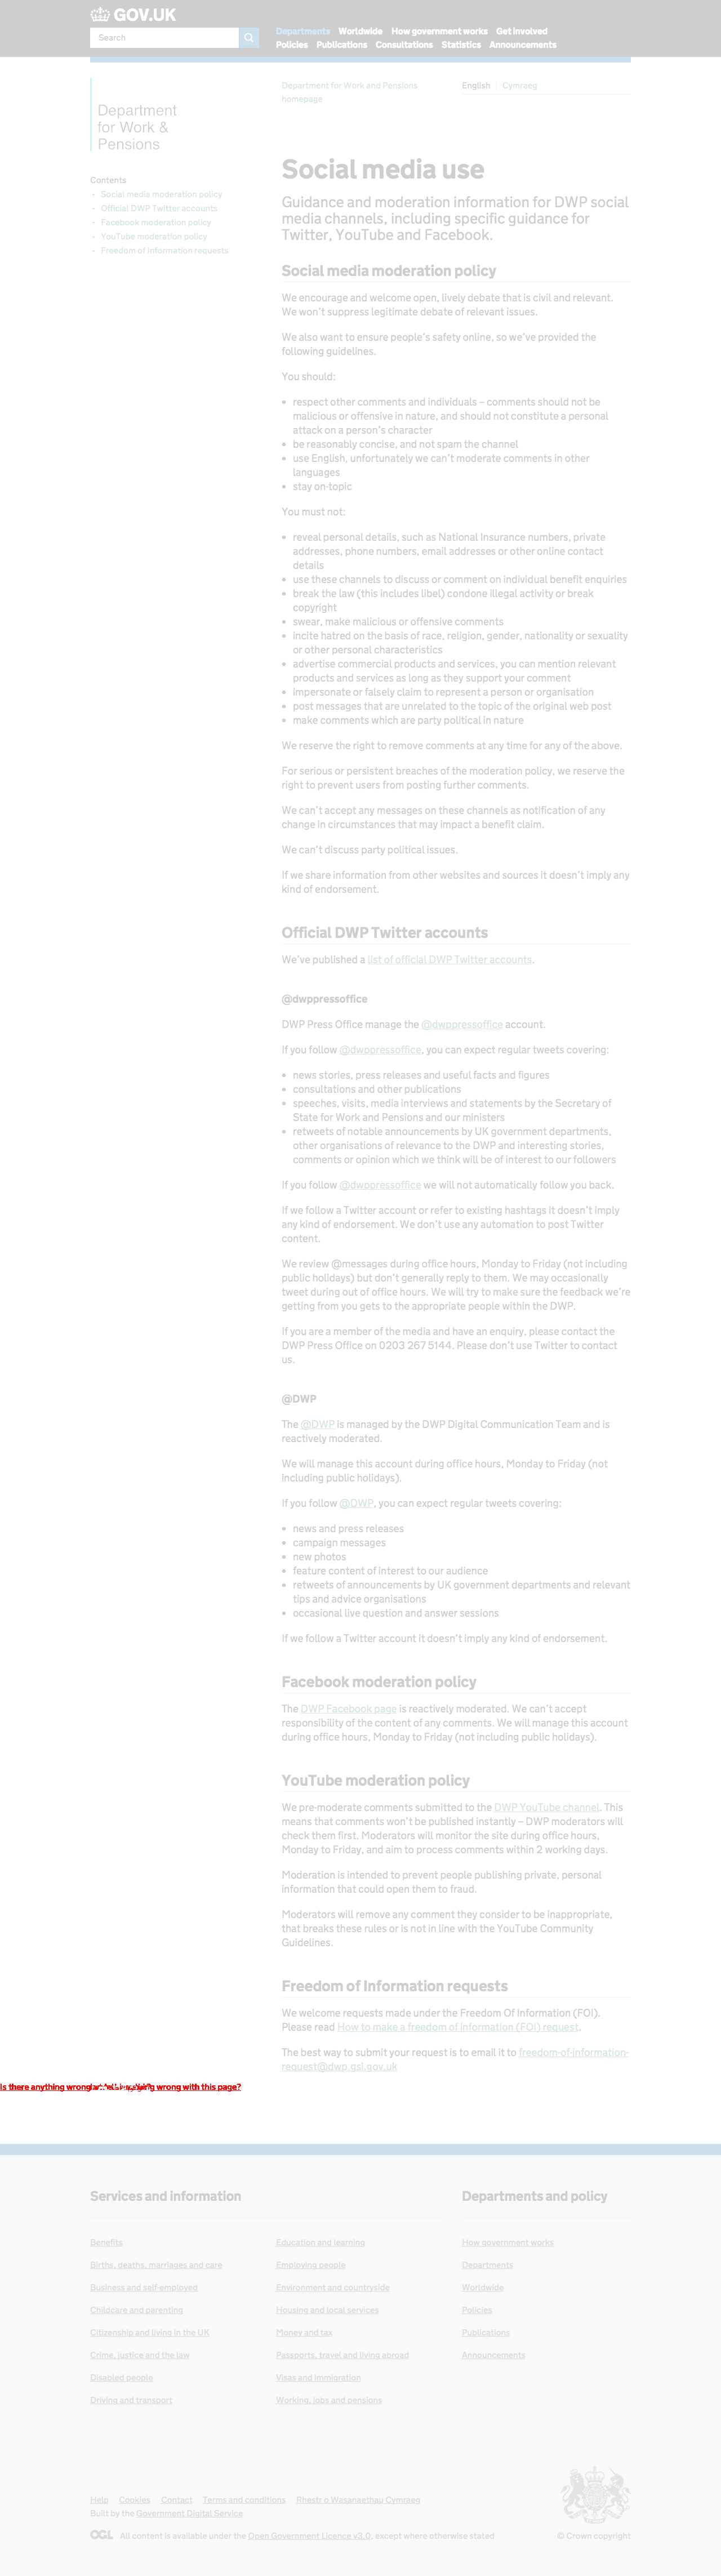 GOV.UK
Search
Departments Worldwide How government works Get involved
Policies Publications Consultations Statistics Announcements
Department for Work and Pensions
homepage
English Cymraeg
Department
for Work &
Pensions
Social media use
Guidance and moderation information for DWP social
media channels, including specific guidance for
Twitter, YouTube and Facebook.
Contents
- Social media moderation policy
- Official DWP Twitter accounts
- Facebook moderation policy
- YouTube moderation policy
- Freedom of Information requests
Social media moderation policy
We encourage and welcome open, lively debate that is civil and relevant.
We won’t suppress legitimate debate of relevant issues.
We also want to ensure people’s safety online, so we’ve provided the
following guidelines.
You should:
• respect other comments and individuals – comments should not be
malicious or offensive in nature, and should not constitute a personal
attack on a person’s character
• be reasonably concise, and not spam the channel
• use English, unfortunately we can’t moderate comments in other
languages
• stay on-topic
You must not:
• reveal personal details, such as National Insurance numbers, private
addresses, phone numbers, email addresses or other online contact
details
• use these channels to discuss or comment on individual benefit enquiries
• break the law (this includes libel) condone illegal activity or break
copyright
• swear, make malicious or offensive comments
• incite hatred on the basis of race, religion, gender, nationality or sexuality
or other personal characteristics
• advertise commercial products and services, you can mention relevant
products and services as long as they support your comment
• impersonate or falsely claim to represent a person or organisation
• post messages that are unrelated to the topic of the original web post
• make comments which are party political in nature
We reserve the right to remove comments at any time for any of the above.
For serious or persistent breaches of the moderation policy, we reserve the
right to prevent users from posting further comments.
We can’t accept any messages on these channels as notification of any
change in circumstances that may impact a benefit claim.
We can’t discuss party political issues.
If we share information from other websites and sources it doesn’t imply any
kind of endorsement.
Official DWP Twitter accounts
We’ve published a list of official DWP Twitter accounts.
@dwppressoffice
DWP Press Office manage the @dwppressoffice account.
If you follow @dwppressoffice, you can expect regular tweets covering:
• news stories, press releases and useful facts and figures
• consultations and other publications
• speeches, visits, media interviews and statements by the Secretary of
State for Work and Pensions and our ministers
• retweets of notable announcements by UK government departments,
other organisations of relevance to the DWP and interesting stories,
comments or opinion which we think will be of interest to our followers
If you follow @dwppressoffice we will not automatically follow you back.
If we follow a Twitter account or refer to existing hashtags it doesn’t imply
any kind of endorsement. We don’t use any automation to post Twitter
content.
We review @messages during office hours, Monday to Friday (not including
public holidays) but don’t generally reply to them. We may occasionally
tweet during out of office hours. We will try to make sure the feedback we’re
getting from you gets to the appropriate people within the DWP.
If you are a member of the media and have an enquiry, please contact the
DWP Press Office on 0203 267 5144. Please don’t use Twitter to contact
us.
@DWP
The @DWP is managed by the DWP Digital Communication Team and is
reactively moderated.
We will manage this account during office hours, Monday to Friday (not
including public holidays).
If you follow @DWP, you can expect regular tweets covering:
• news and press releases
• campaign messages
• new photos
• feature content of interest to our audience
• retweets of announcements by UK government departments and relevant
tips and advice organisations
• occasional live question and answer sessions
If we follow a Twitter account it doesn’t imply any kind of endorsement.
Facebook moderation policy
The DWP Facebook page is reactively moderated. We can’t accept
responsibility of the content of any comments. We will manage this account
during office hours, Monday to Friday (not including public holidays).
YouTube moderation policy
We pre-moderate comments submitted to the DWP YouTube channel. This
means that comments won’t be published instantly – DWP moderators will
check them first. Moderators will monitor the site during office hours,
Monday to Friday, and aim to process comments within 2 working days.
Moderation is intended to prevent people publishing private, personal
information that could open them to fraud.
Moderators will remove any comment they consider to be inappropriate,
that breaks these rules or is not in line with the YouTube Community
Guidelines.
Freedom of Information requests
We welcome requests made under the Freedom Of Information (FOI).
Please read How to make a freedom of information (FOI) request.
The best way to submit your request is to email it to freedom-of-information-
request@dwp.gsi.gov.uk
Is there anything wrong wrong with this page?
Services and information
Benefits
Births, deaths, marriages and care
Business and self-employed
Childcare and parenting
Citizenship and living in the UK
Crime, justice and the law
Disabled people
Driving and transport
Education and learning
Employing people
Environment and countryside
Housing and local services
Money and tax
Passports, travel and living abroad
Visas and immigration
Working, jobs and pensions
Departments and policy
How government works
Departments
Worldwide
Policies
Publications
Announcements
Help Cookies Contact Terms and conditions Rhestr o Wasanaethau Cymraeg
Built by the Government Digital Service
OGL All content is available under the Open Government Licence v3.0, except where otherwise stated
© Crown copyright